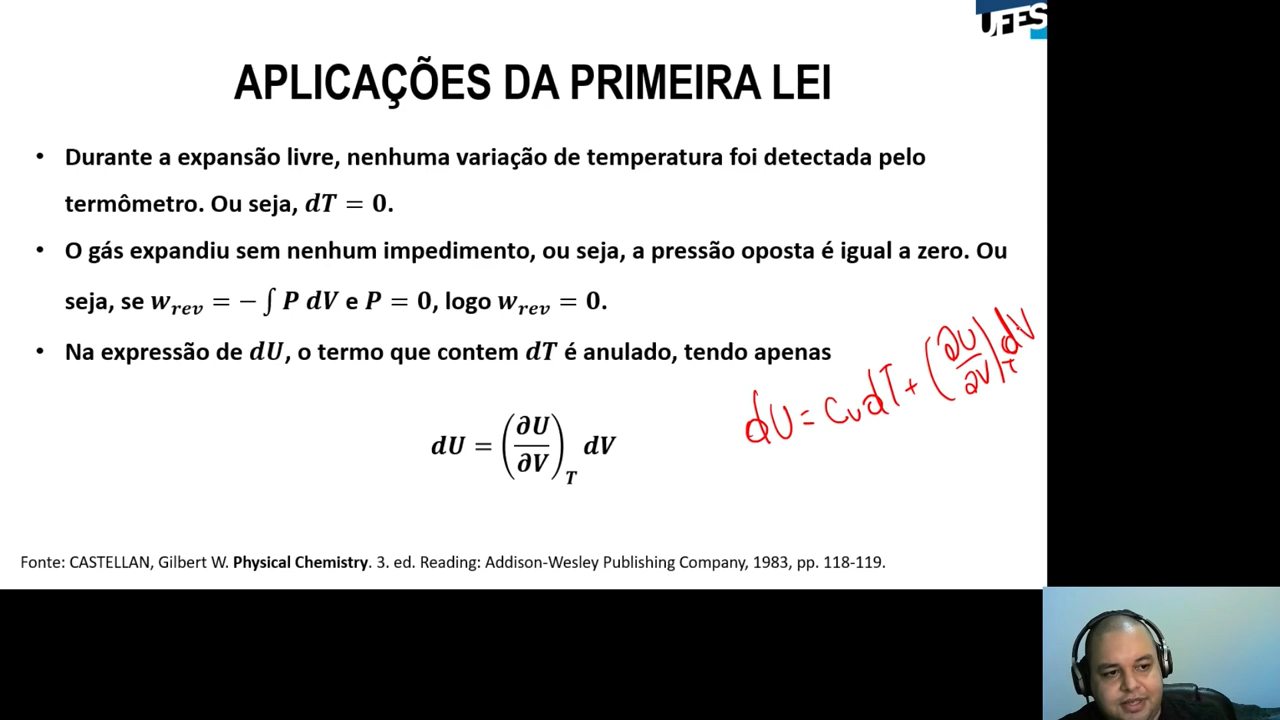 UFES
APLICAÇÕES DA PRIMEIRA LEI
• Durante a expansão livre, nenhuma variação de temperatura foi detectada pelo
termômetro. Ou seja, dT = 0.
• O gás expandiu sem nenhum impedimento, ou seja, a pressão oposta é igual a zero. Ou
seja, se w_rev = −∫ P dV e P = 0, logo w_rev = 0.
• Na expressão de dU, o termo que contem dT é anulado, tendo apenas
dU = CvdT + (∂U/∂V)_T dV
dU = (∂U/∂V)_T dV
Fonte: CASTELLAN, Gilbert W. Physical Chemistry. 3. ed. Reading: Addison-Wesley Publishing Company, 1983, pp. 118-119.